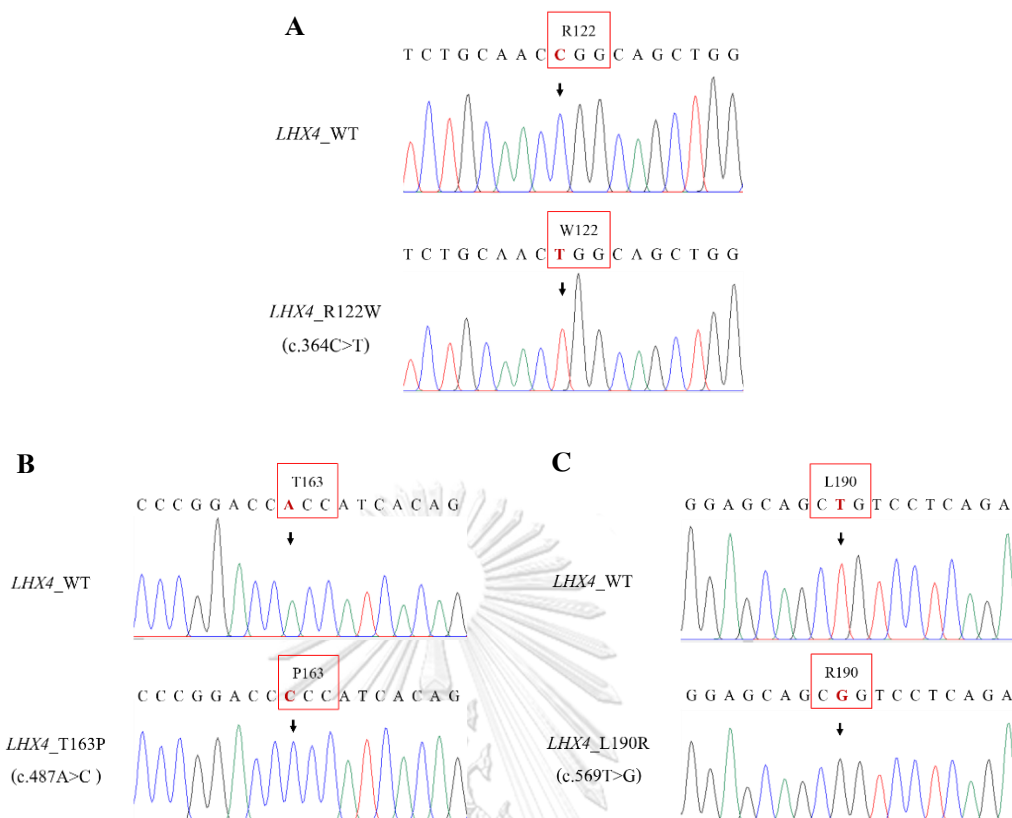 A
R122
T C T G C A A C C G G C A G C T G G
LHX4_WT
W122
T C T G C A A C T G G C A G C T G G
LHX4_R122W
(c.364C>T)
B
T163
C C C G G A C C A C C A T C A C A G
LHX4_WT
P163
C C C G G A C C C C C A T C A C A G
LHX4_T163P
(c.487A>C )
C
L190
G G A G C A G C T G T C C T C A G A
LHX4_WT
R190
G G A G C A G C G G T C C T C A G A
LHX4_L190R
(c.569T>G)